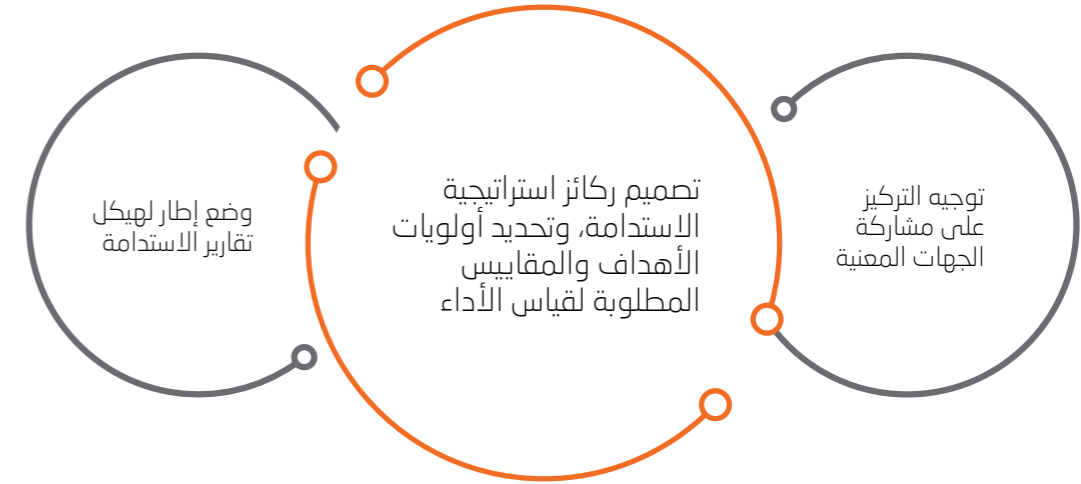 توجيه التركيز
على مشاركة
الجهات المعنية
تصميم ركائز استراتيجية
الاستدامة، وتحديد أولويات
الأهداف والمقاييس
المطلوبة لقياس الأداء
وضع إطار لهيكل
تقارير الاستدامة